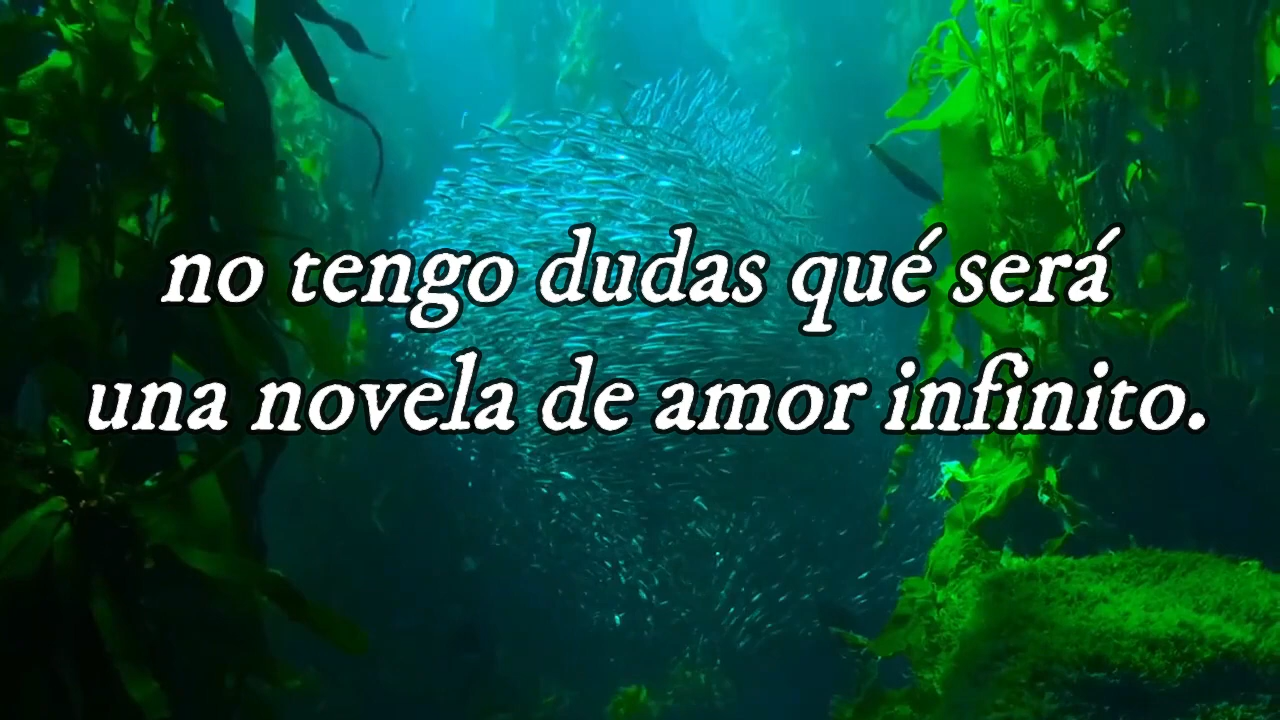 no tengo dudas qué será
una novela de amor infinito.